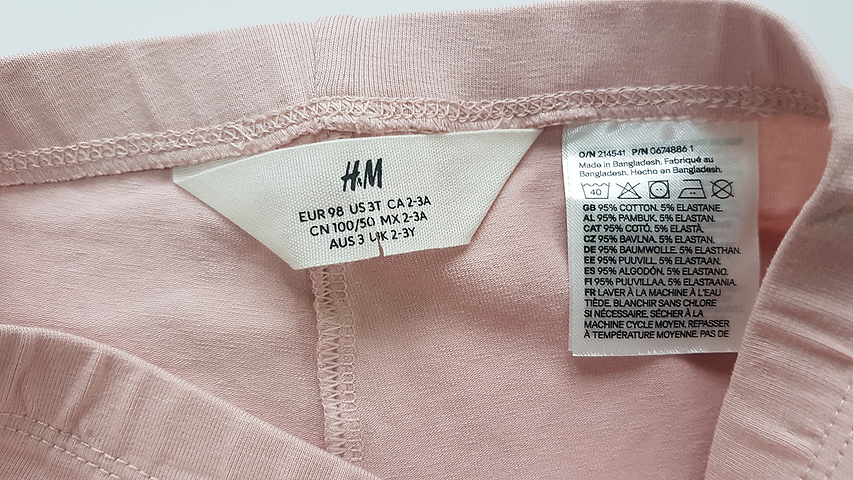 H&M
EUR 98 US 3T CA 2-3A
CN 100/50 MX 2-3A
AUS 3 UK 2-3Y
O/N 214541 P/N 0674886 1
Made in Bangladesh. Fabriqué au
Bangladesh. Hecho en Bangladesh.
40
GB 95% COTTON. 5% ELASTANE.
AL 95% PAMBUK. 5% ELASTAN.
CAT 95% COTÓ. 5% ELASTÀ.
CZ 95% BAVLNA. 5% ELASTAN.
DE 95% BAUMWOLLE. 5% ELASTHAN.
EE 95% PUUVILL. 5% ELASTAAN.
ES 95% ALGODÓN. 5% ELASTANO.
FI 95% PUUVILLAA. 5% ELASTAANIA.
FR LAVER À LA MACHINE À L'EAU
TIÈDE. BLANCHIR SANS CHLORE
SI NÉCESSAIRE. SÉCHER À LA
MACHINE CYCLE MOYEN. REPASSER
À TEMPÉRATURE MOYENNE. PAS DE